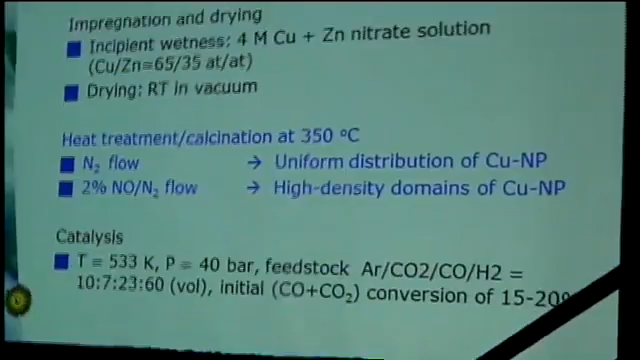 Impregnation and drying
Incipient wetness: 4 M Cu + Zn nitrate solution
(Cu/Zn=65/35 at/at)
Drying: RT in vacuum
Heat treatment/calcination at 350 ºC
N₂ flow → Uniform distribution of Cu-NP
2% NO/N₂ flow → High-density domains of Cu-NP
Catalysis
T = 533 K, P = 40 bar, feedstock Ar/CO2/CO/H2 =
10:7:23:60 (vol), initial (CO+CO₂) conversion of 15-20%